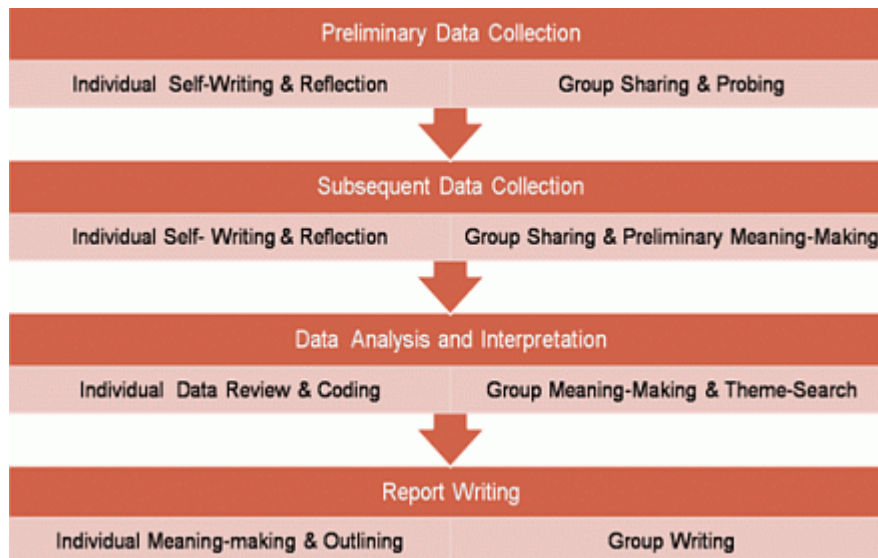 Preliminary Data Collection
Individual Self-Writing & Reflection
Group Sharing & Probing
Subsequent Data Collection
Individual Self- Writing & Reflection
Group Sharing & Preliminary Meaning-Making
Data Analysis and Interpretation
Individual Data Review & Coding
Group Meaning-Making & Theme-Search
Report Writing
Individual Meaning-making & Outlining
Group Writing